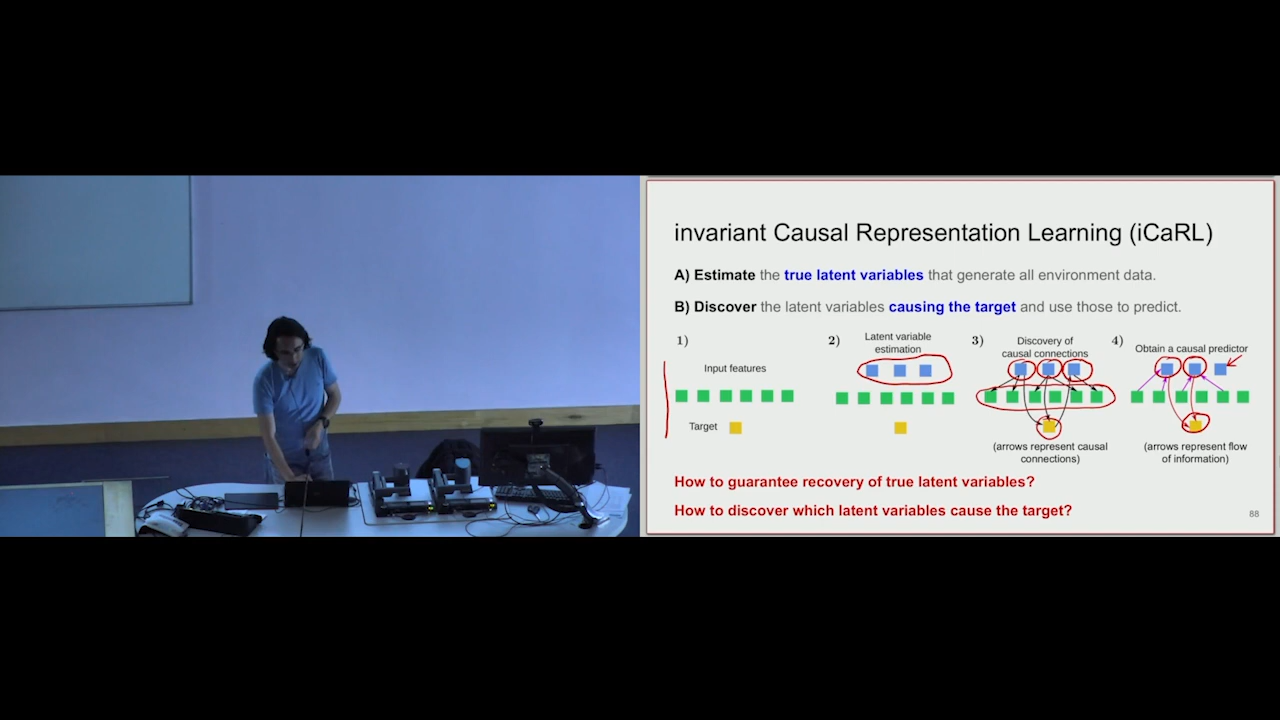 invariant Causal Representation Learning (iCaRL)
A) Estimate the true latent variables that generate all environment data.
B) Discover the latent variables causing the target and use those to predict.
1)
Input features
Target
2)
Latent variable
estimation
3)
Discovery of
causal connections
(arrows represent causal
connections)
4)
Obtain a causal predictor
(arrows represent flow
of information)
How to guarantee recovery of true latent variables?
How to discover which latent variables cause the target?
88